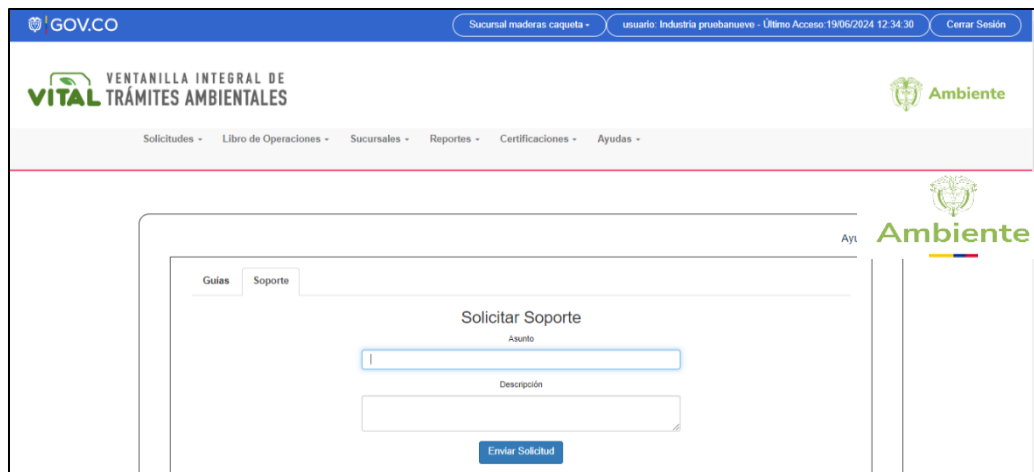 GOV.CO
Sucursal maderas caqueta
usuario: Industria pruebanueve - Último Acceso:19/06/2024 12:34:30
Cerrar Sesión
VITAL
VENTANILLA INTEGRAL DE
TRÁMITES AMBIENTALES
Ambiente
Solicitudes
Libro de Operaciones
Sucursales
Reportes
Certificaciones
Ayudas
Ambiente
Guías
Soporte
Solicitar Soporte
Asunto
Descripción
Enviar Solicitud